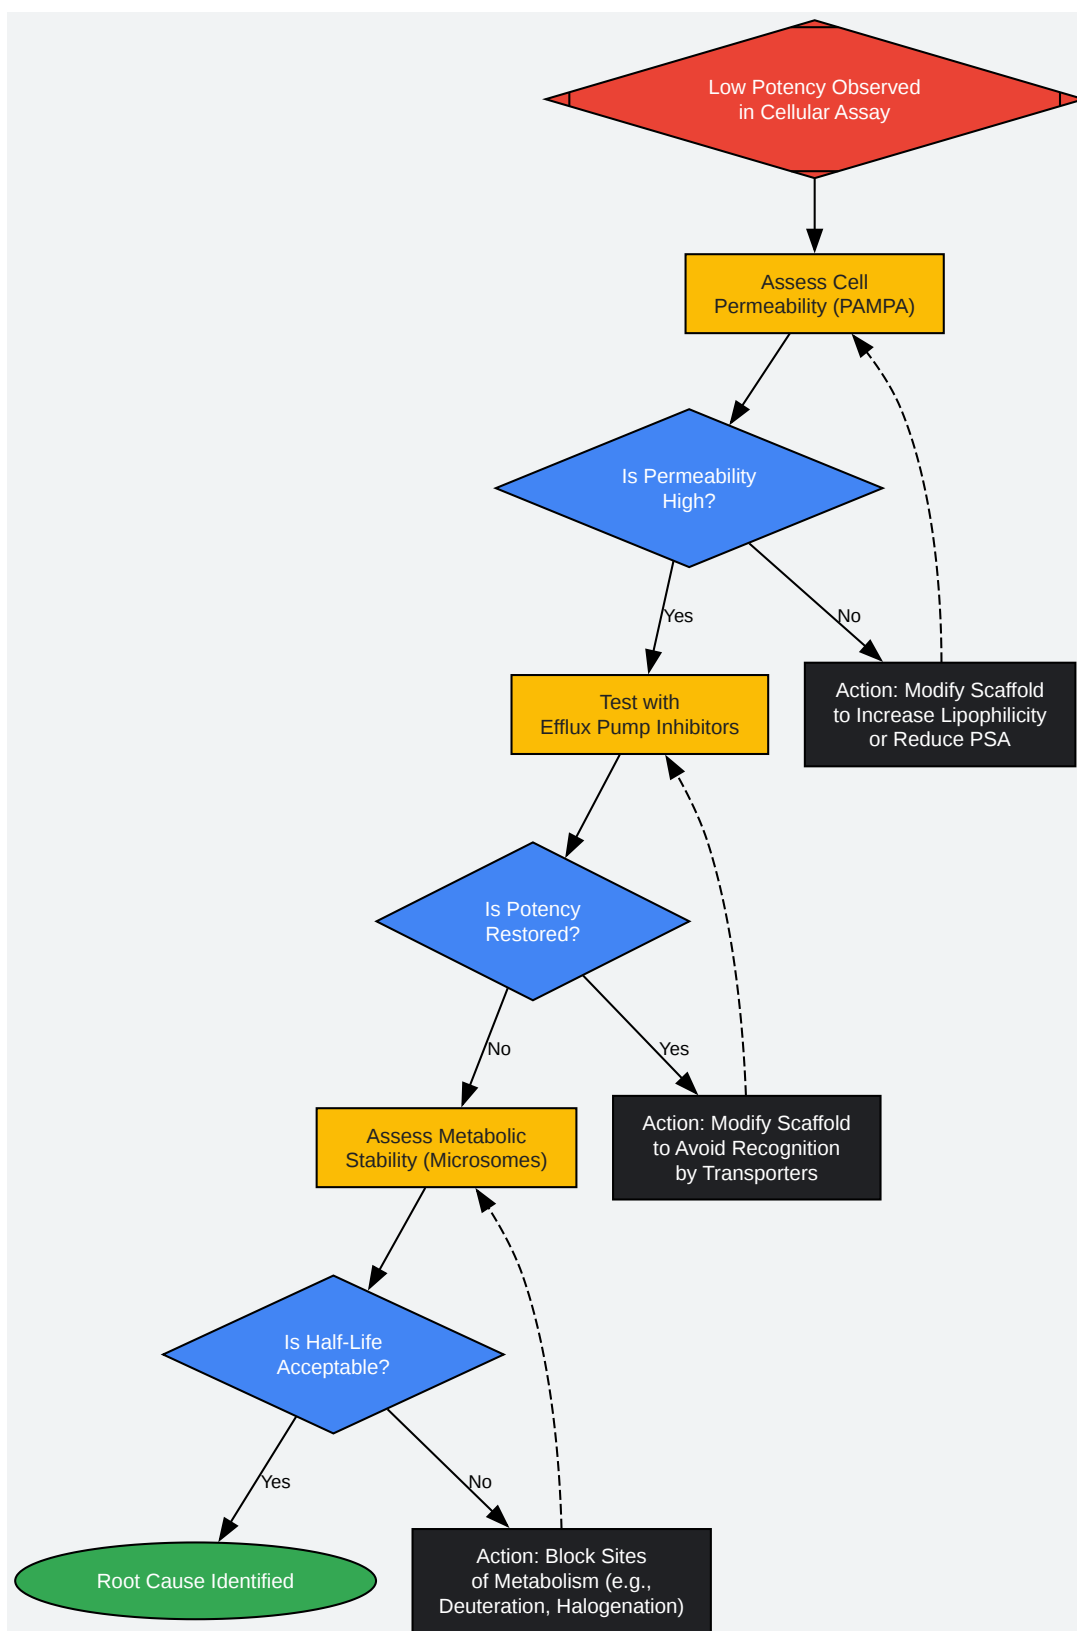 Low Potency Observed
in Cellular Assay
Assess Cell
Permeability (PAMPA)
Is Permeability
High?
Yes
No
Test with
Efflux Pump Inhibitors
Action: Modify Scaffold
to Increase Lipophilicity
or Reduce PSA
Is Potency
Restored?
No
Yes
Assess Metabolic
Stability (Microsomes)
Action: Modify Scaffold
to Avoid Recognition
by Transporters
Is Half-Life
Acceptable?
Yes
No
Root Cause Identified
Action: Block Sites
of Metabolism (e.g.,
Deuteration, Halogenation)